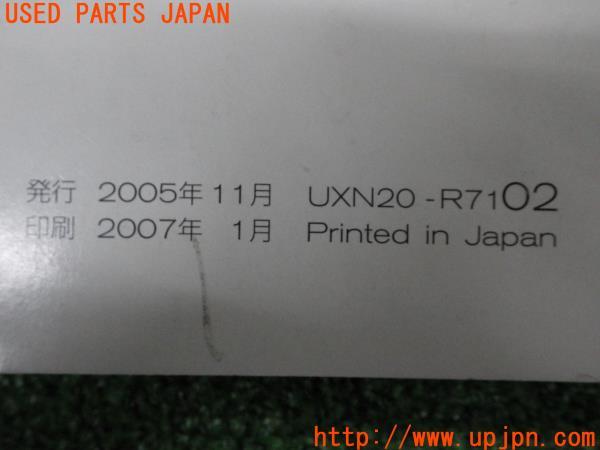 USED PARTS JAPAN
発行 2005年11月 UXN20-R7102
印刷 2007年 1月 Printed in Japan
http://www.upjpn.com